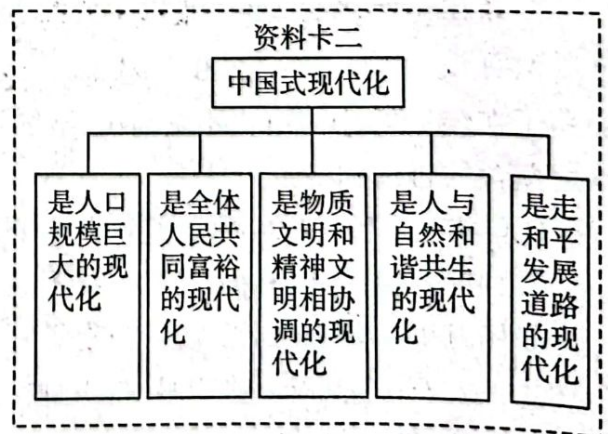 资料卡二
中国式现代化
是人口
规模巨
大的现
代化
是全体
人民共
同富裕
的现代
化
是物质
文明和
精神文
明相协
调的现
代化
是人与
自然和
谐共生
的现代
化
是走
和平
发展
道路
的现
代化